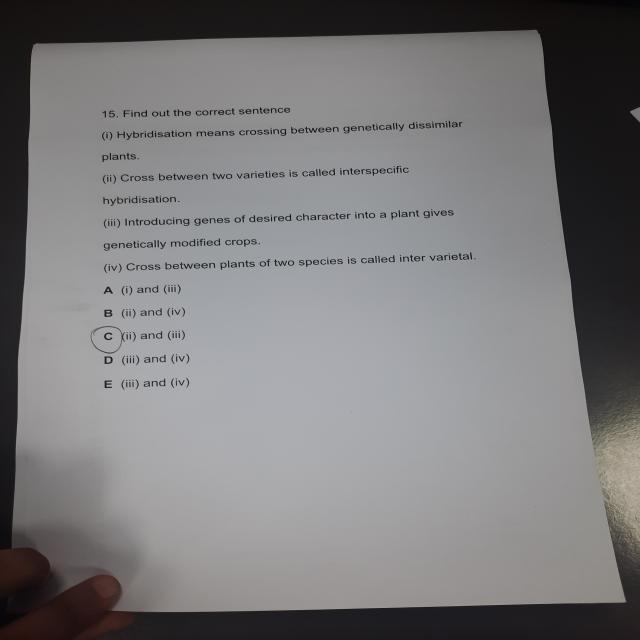 15. Find out the correct sentence
(i) Hybridisation means crossing between genetically dissimilar
plants.
(ii) Cross between two varieties is called interspecific
hybridisation.
(iii) Introducing genes of desired character into a plant gives
genetically modified crops.
(iv) Cross between plants of two species is called inter varietal.
A (i) and (iii)
B (ii) and (iv)
C (ii) and (iii)
D (iii) and (iv)
E (iii) and (iv)